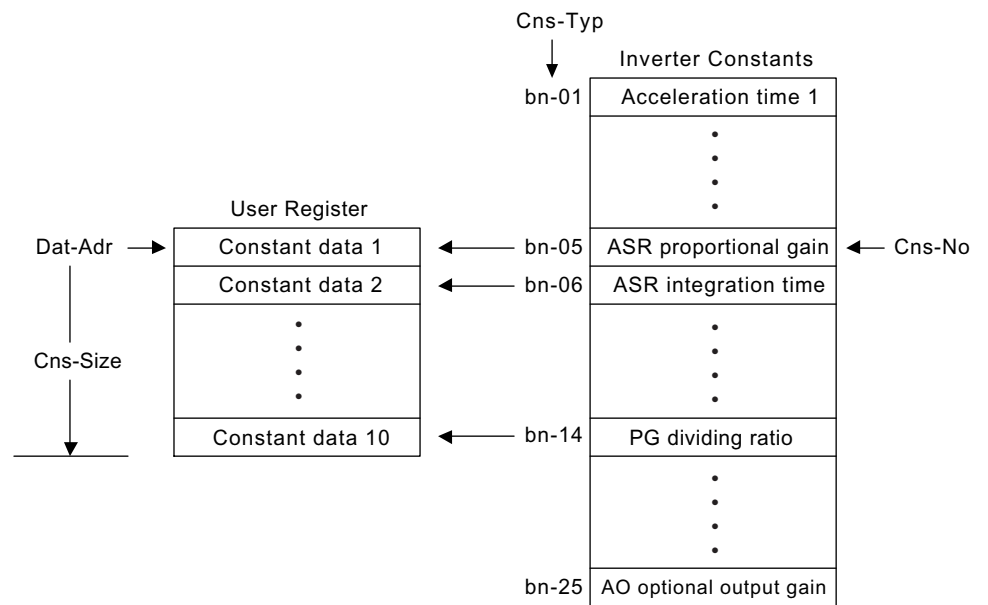 Cns-Typ
Inverter Constants
bn-01 Acceleration time 1
User Register
Dat-Adr Constant data 1 bn-05 ASR proportional gain Cns-No
Constant data 2 bn-06 ASR integration time
Cns-Size
Constant data 10 bn-14 PG dividing ratio
bn-25 AO optional output gain